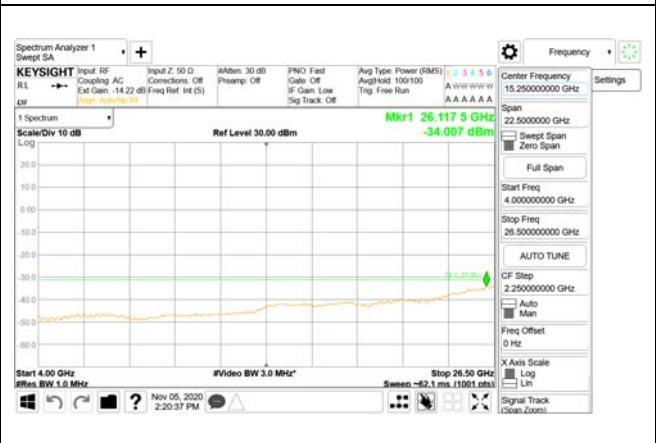 Spectrum Analyzer 1
Swept SA
+
Frequency
KEYSIGHT
RL
Input: RF
Coupling: AC
Ext Gain: -14.22 dB
Align: Auto/No RF
Input Z: 50 Ω
Corrections: Off
Freq Ref: Int (S)
#Atten: 30 dB
Preamp: Off
PNO: Fast
Gate: Off
IF Gain: Low
Sig Track: Off
Avg Type: Power (RMS)
Avg|Hold: 100/100
Trig: Free Run
1 2 3 4 5 6
A W W W W W
A A A A A A
1 Spectrum
Scale/Div 10 dB
Ref Level 30.00 dBm
Mkr1 26.117 5 GHz
-34.007 dBm
Log
20.0
10.0
0.00
-10.0
-20.0
-30.0
-40.0
-50.0
-60.0
Start 4.00 GHz
#Res BW 1.0 MHz
#Video BW 3.0 MHz*
Stop 26.50 GHz
Sweep ~62.1 ms (1001 pts)
Nov 05, 2020
2:20:37 PM
Center Frequency
15.250000000 GHz
Settings
Span
22.5000000 GHz
Swept Span
Zero Span
Full Span
Start Freq
4.000000000 GHz
Stop Freq
26.500000000 GHz
AUTO TUNE
CF Step
2.250000000 GHz
Auto
Man
Freq Offset
0 Hz
X Axis Scale
Log
Lin
Signal Track
(Span Zoom)